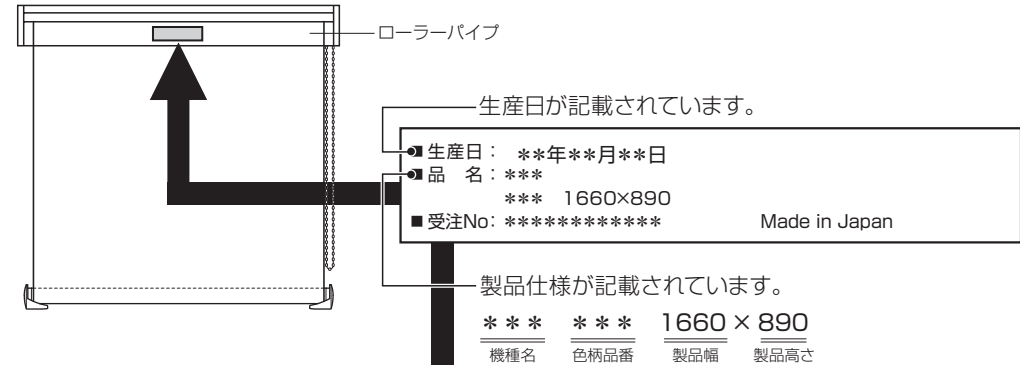 ローラーパイプ
生産日が記載されています。
■生産日： ＊＊年＊＊月＊＊日
■品　名：＊＊＊
＊＊＊　1660×890
■受注No：＊＊＊＊＊＊＊＊＊＊＊＊　Made in Japan
製品仕様が記載されています。
＊＊＊　＊＊＊　1660 × 890
機種名　色柄品番　製品幅　製品高さ